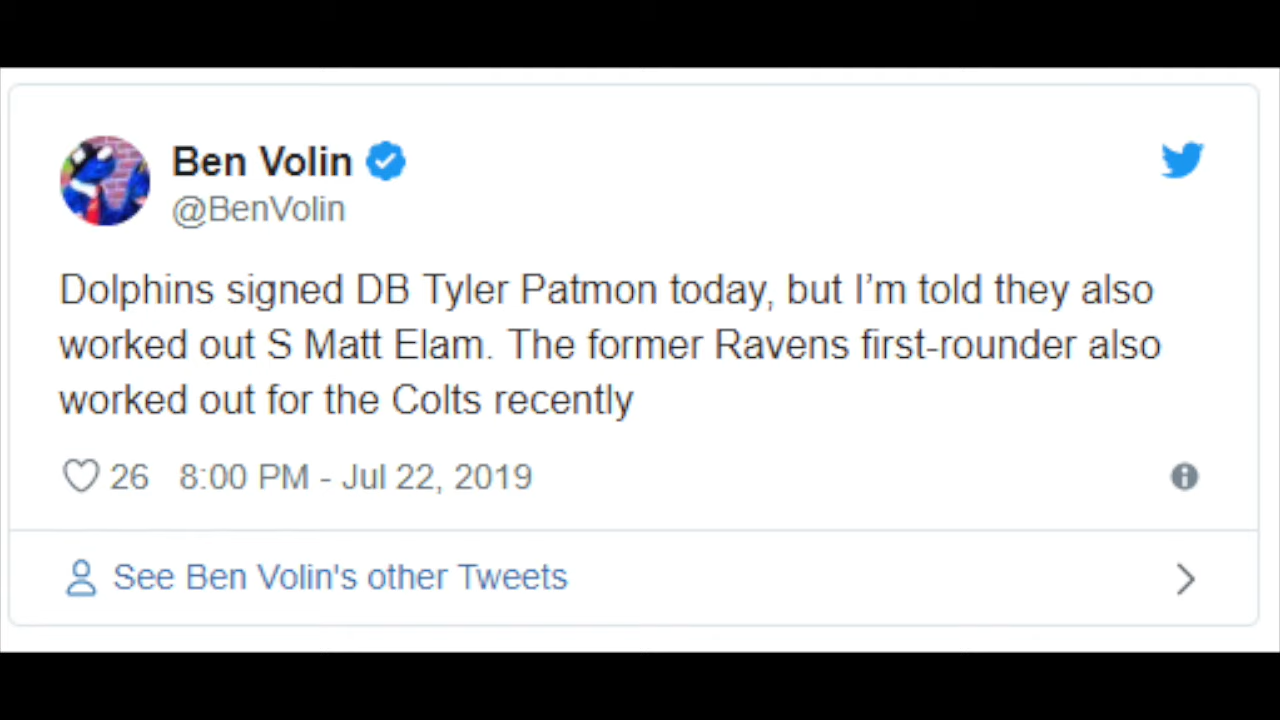 Ben Volin
@BenVolin
Dolphins signed DB Tyler Patmon today, but I’m told they also
worked out S Matt Elam. The former Ravens first-rounder also
worked out for the Colts recently
26 8:00 PM - Jul 22, 2019
See Ben Volin's other Tweets